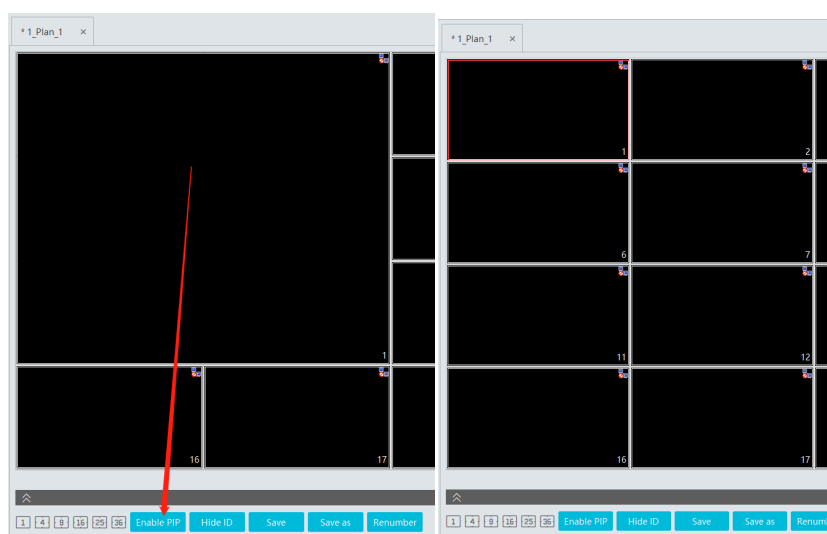 * 1_Plan_1 ×
1
16 17
1 4 9 16 25 36 Enable PIP Hide ID Save Save as Renumber
* 1_Plan_1 ×
1 2
6 7
11 12
16 17
1 4 9 16 25 36 Enable PIP Hide ID Save Save as Renum